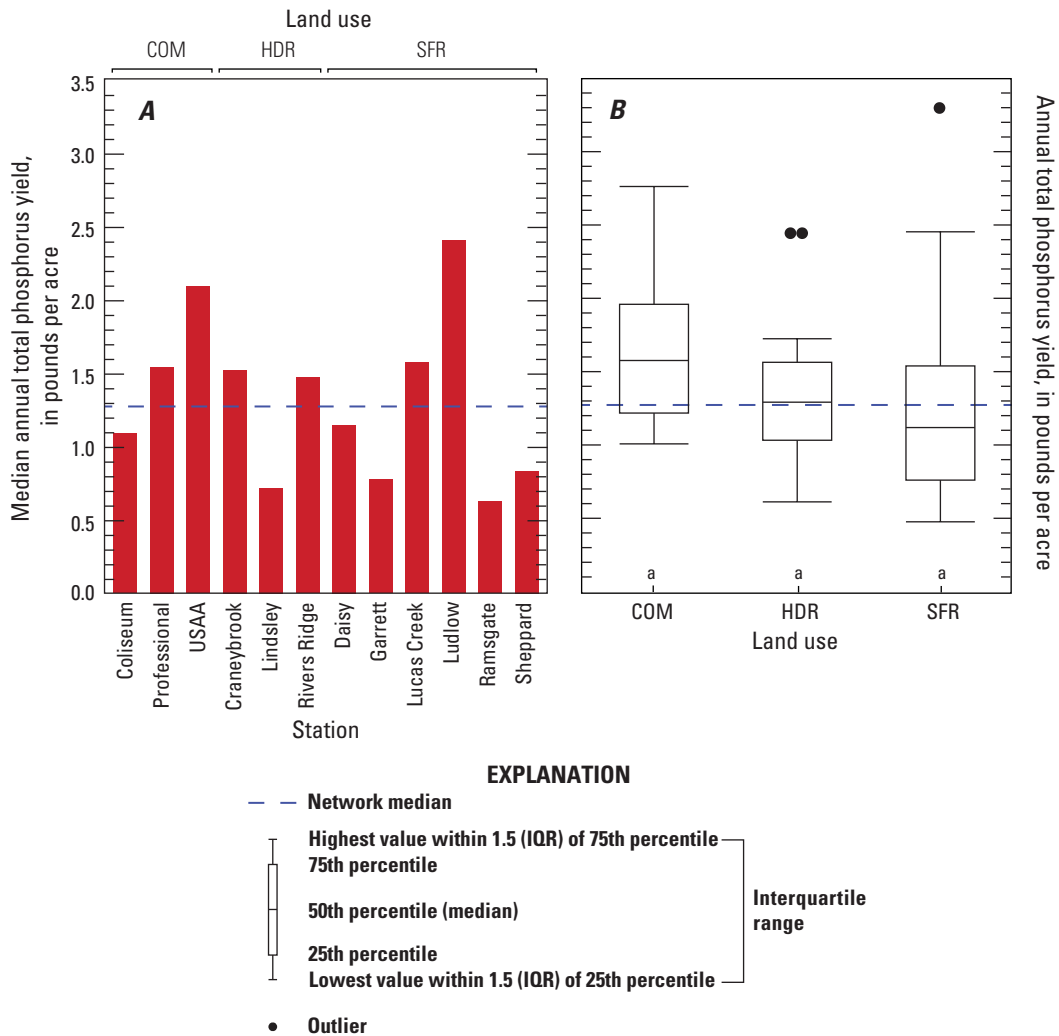 Land use
COM HDR SFR
A
B
3.5
3.0
2.5
2.0
1.5
1.0
0.5
0.0
Median annual total phosphorus yield,
in pounds per acre
Annual total phosphorus yield, in pounds per acre
a a a
Coliseum
Professional
USAA
Craneybrook
Lindsley
Rivers Ridge
Daisy
Garrett
Lucas Creek
Ludlow
Ramsgate
Sheppard
Station
COM HDR SFR
Land use
EXPLANATION
Network median
Highest value within 1.5 (IQR) of 75th percentile
75th percentile
50th percentile (median)
25th percentile
Lowest value within 1.5 (IQR) of 25th percentile
Interquartile
range
Outlier